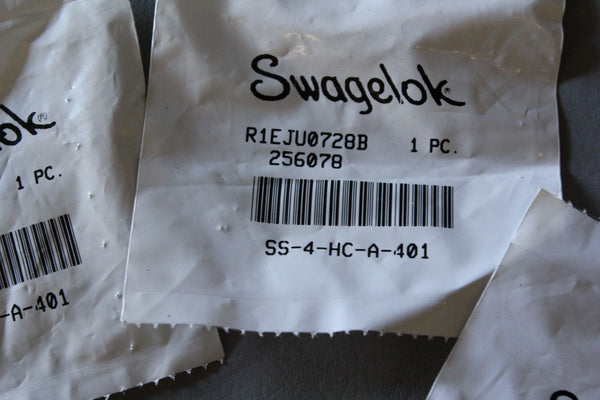 Swagelok
R1EJU0728B 1 PC.
256078
SS-4-HC-A-401
ok®
1 PC.
-A-401